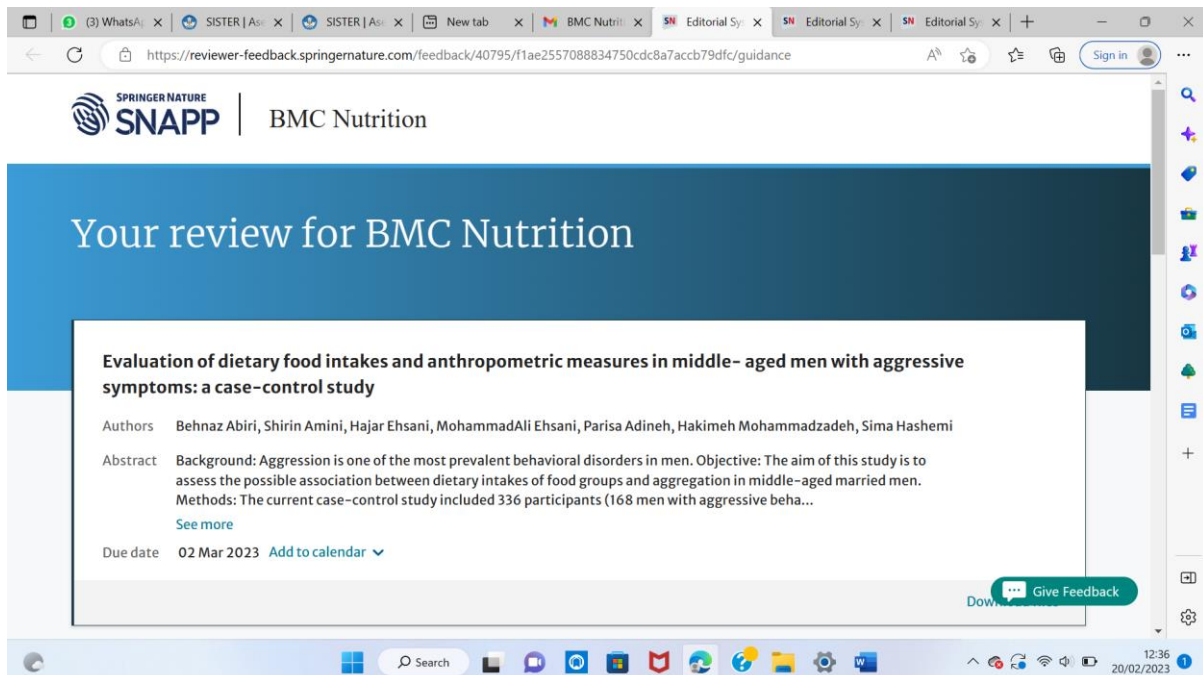 (3) WhatsA
SISTER | Ase
SISTER | Ase
New tab
BMC Nutriti
Editorial Sy
Editorial Sy
Editorial Sy
https://reviewer-feedback.springernature.com/feedback/40795/f1ae2557088834750cdc8a7accb79dfc/guidance
Sign in
SPRINGER NATURE
SNAPP
BMC Nutrition
Your review for BMC Nutrition
Evaluation of dietary food intakes and anthropometric measures in middle- aged men with aggressive
symptoms: a case-control study
Authors Behnaz Abiri, Shirin Amini, Hajar Ehsani, MohammadAli Ehsani, Parisa Adineh, Hakimeh Mohammadzadeh, Sima Hashemi
Abstract Background: Aggression is one of the most prevalent behavioral disorders in men. Objective: The aim of this study is to
assess the possible association between dietary intakes of food groups and aggregation in middle-aged married men.
Methods: The current case-control study included 336 participants (168 men with aggressive beha...
See more
Due date 02 Mar 2023 Add to calendar
Give Feedback
Search
12:36
20/02/2023